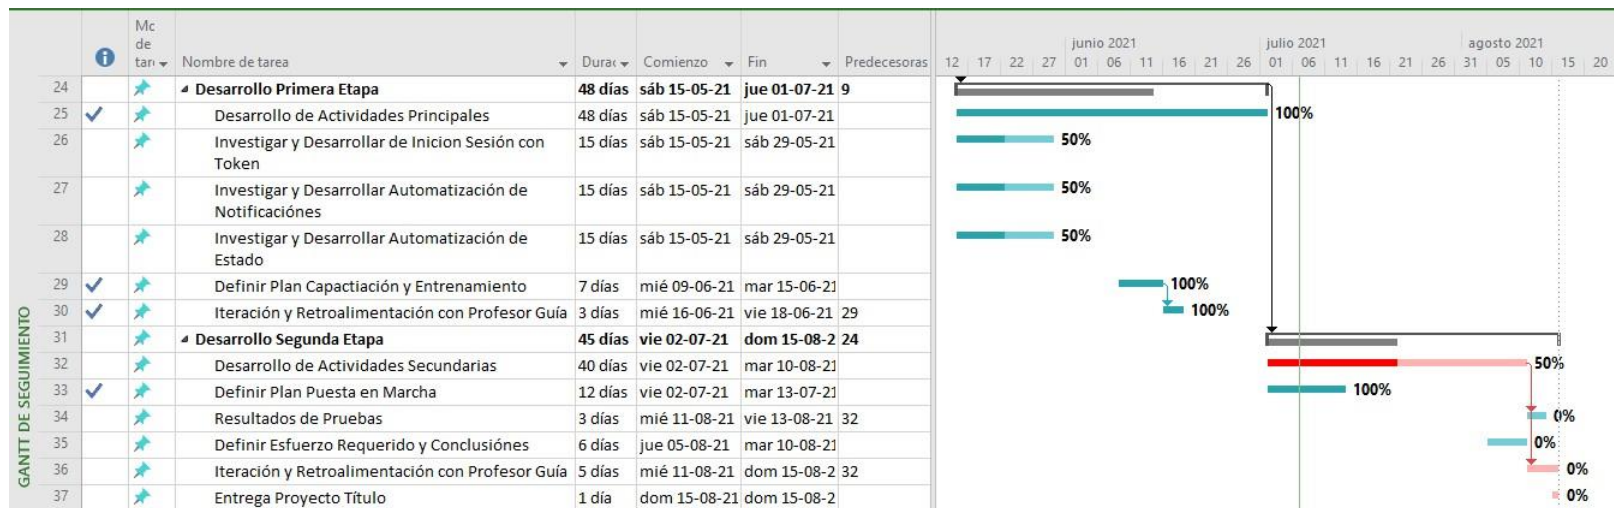 Mc
de
tare
Nombre de tarea
Durac
Comienzo
Fin
Predecesoras
junio 2021
julio 2021
agosto 2021
12 17 22 27 01 06 11 16 21 26 01 06 11 16 21 26 31 05 10 15 20
24 Desarrollo Primera Etapa 48 días sáb 15-05-21 jue 01-07-21 9
25 Desarrollo de Actividades Principales 48 días sáb 15-05-21 jue 01-07-21 100%
26 Investigar y Desarrollar de Inicion Sesión con 15 días sáb 15-05-21 sáb 29-05-21 50%
Token
27 Investigar y Desarrollar Automatización de 15 días sáb 15-05-21 sáb 29-05-21 50%
Notificaciónes
28 Investigar y Desarrollar Automatización de 15 días sáb 15-05-21 sáb 29-05-21 50%
Estado
29 Definir Plan Capactiación y Entrenamiento 7 días mié 09-06-21 mar 15-06-21 100%
30 Iteración y Retroalimentación con Profesor Guía 3 días mié 16-06-21 vie 18-06-21 29 100%
31 Desarrollo Segunda Etapa 45 días vie 02-07-21 dom 15-08-2 24
32 Desarrollo de Actividades Secundarias 40 días vie 02-07-21 mar 10-08-21 50%
33 Definir Plan Puesta en Marcha 12 días vie 02-07-21 mar 13-07-21 100%
34 Resultados de Pruebas 3 días mié 11-08-21 vie 13-08-21 32 0%
35 Definir Esfuerzo Requerido y Conclusiónes 6 días jue 05-08-21 mar 10-08-21 0%
36 Iteración y Retroalimentación con Profesor Guía 5 días mié 11-08-21 dom 15-08-2 32 0%
37 Entrega Proyecto Título 1 día dom 15-08-21 dom 15-08-2 0%
GANTT DE SEGUIMIENTO